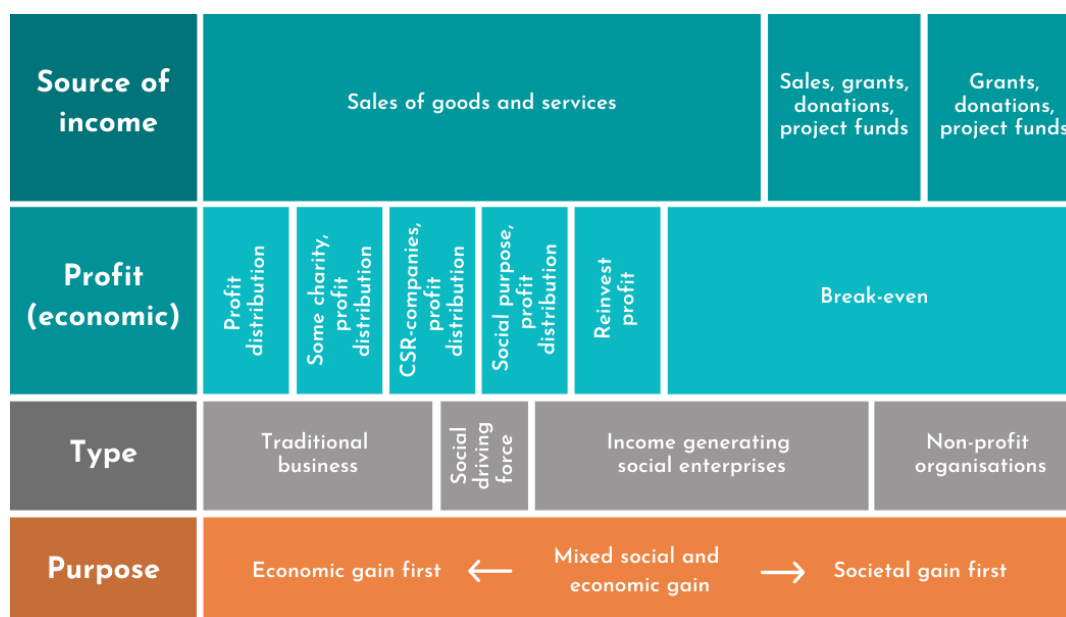 Source of
income
Sales of goods and services
Sales, grants,
donations,
project funds
Grants,
donations,
project funds
Profit
(economic)
Profit
distribution
Some charity,
profit
distribution
CSR-companies,
profit
distribution
Social purpose,
profit
distribution
Reinvest
profit
Break-even
Type
Traditional
business
Social
driving
force
Income generating
social enterprises
Non-profit
organisations
Purpose
Economic gain first
Mixed social and
economic gain
Societal gain first